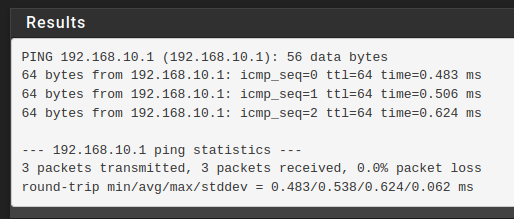 Results
PING 192.168.10.1 (192.168.10.1): 56 data bytes
64 bytes from 192.168.10.1: icmp_seq=0 ttl=64 time=0.483 ms
64 bytes from 192.168.10.1: icmp_seq=1 ttl=64 time=0.506 ms
64 bytes from 192.168.10.1: icmp_seq=2 ttl=64 time=0.624 ms
--- 192.168.10.1 ping statistics ---
3 packets transmitted, 3 packets received, 0.0% packet loss
round-trip min/avg/max/stddev = 0.483/0.538/0.624/0.062 ms